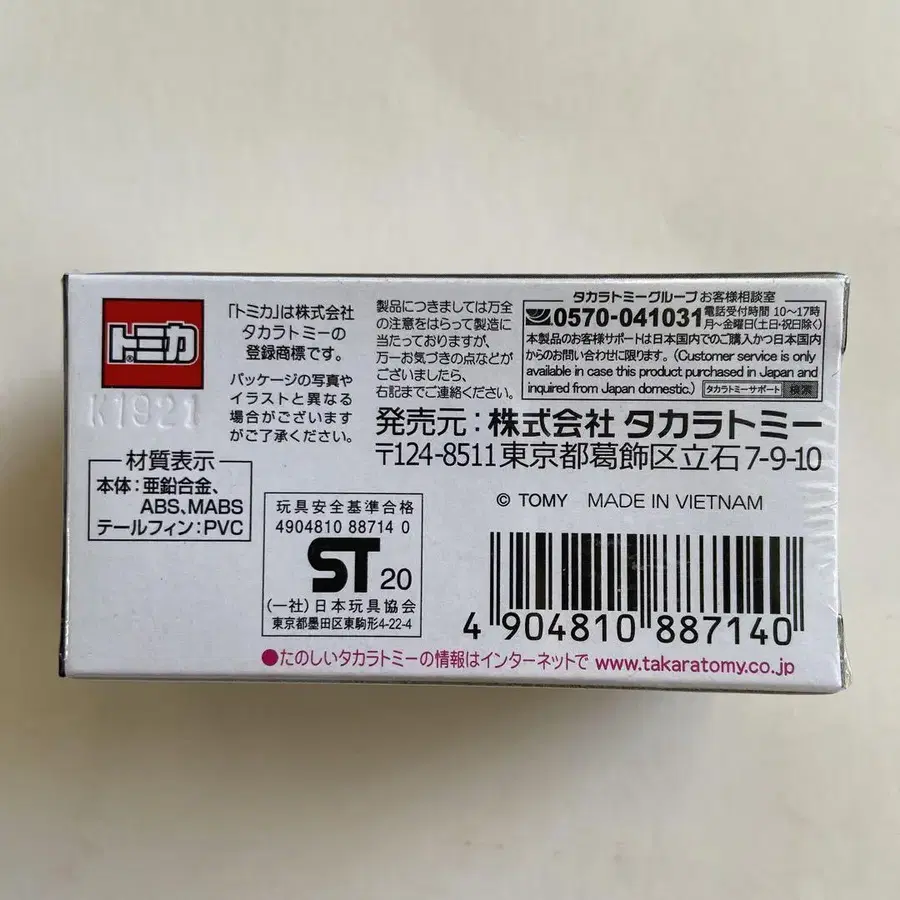 トミカ
®
K1921
「トミカ」は株式会社
タカラトミーの
登録商標です。
パッケージの写真や
イラストと異なる
場合がございます
がご了承ください。
製品につきましては万全
の注意をはらって製造に
当たっておりますが、
万一お気づきの点などが
ございましたら、
右記までご連絡ください。
タカラトミーグループお客様相談室
0570-041031 電話受付時間 10〜17時
月〜金曜日(土・日・祝日除く)
本製品のお客様サポートは日本国内でのご購入かつ日本国内
からのお問い合わせに限ります。(Customer service is only
available in case this product purchased in Japan and
inquired from Japan domestic.) タカラトミーサポート 検索
発売元:株式会社 タカラトミー
〒124-8511 東京都葛飾区立石7-9-10
材質表示
本体:亜鉛合金、
ABS、MABS
テールフィン:PVC
玩具安全基準合格
4904810 88714 0
ST 20
(一社)日本玩具協会
東京都墨田区東駒形4-22-4
© TOMY MADE IN VIETNAM
4 904810 887140
●たのしいタカラトミーの情報はインターネットで www.takaratomy.co.jp